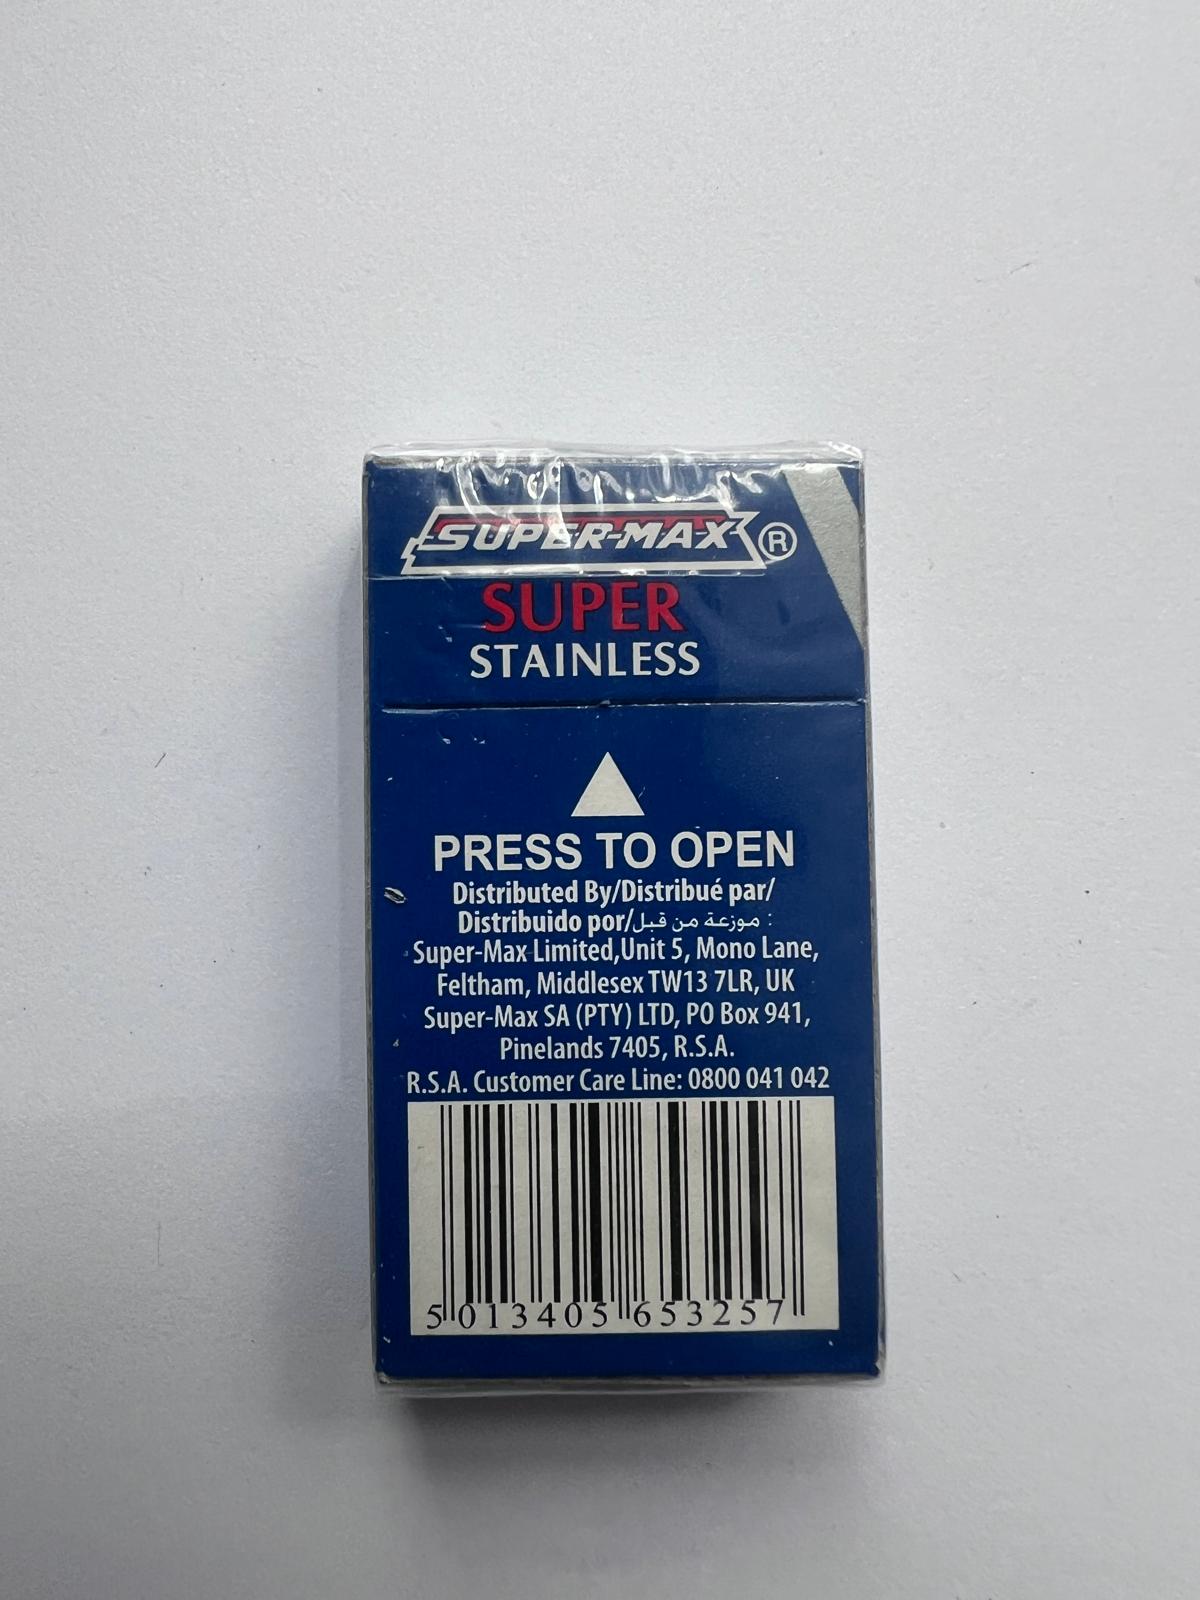 SUPER-MAX®
SUPER
STAINLESS
PRESS TO OPEN
Distributed By/Distribué par/
Distribuido por/موزعة من قبل :
Super-Max Limited,Unit 5, Mono Lane,
Feltham, Middlesex TW13 7LR, UK
Super-Max SA (PTY) LTD, PO Box 941,
Pinelands 7405, R.S.A.
R.S.A. Customer Care Line: 0800 041 042
5 013405 653257